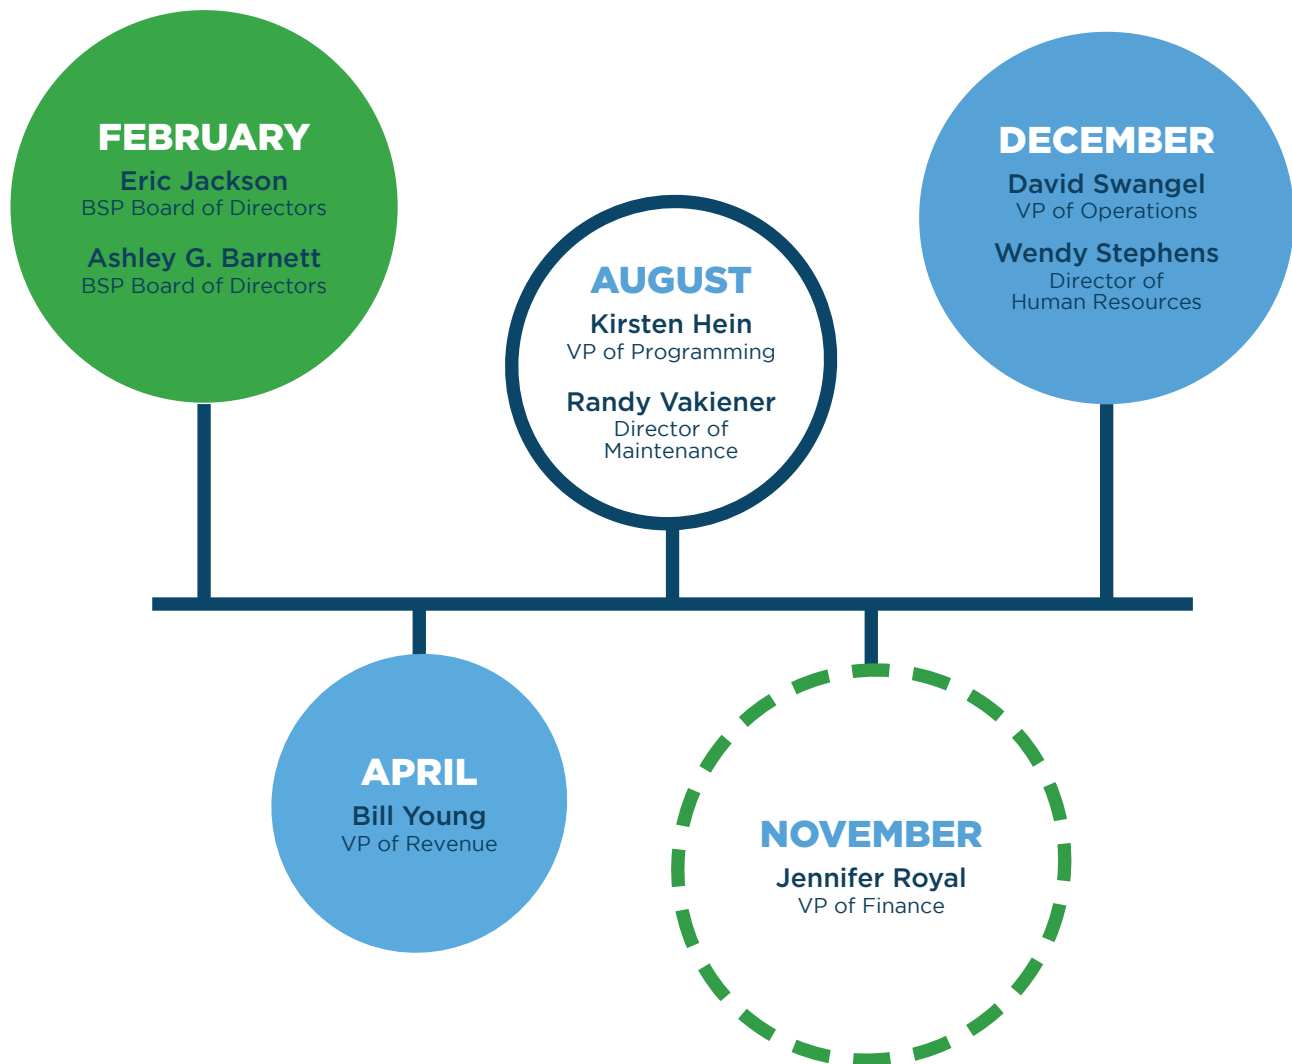 FEBRUARY
Eric Jackson
BSP Board of Directors
Ashley G. Barnett
BSP Board of Directors
APRIL
Bill Young
VP of Revenue
AUGUST
Kirsten Hein
VP of Programming
Randy Vakiener
Director of
Maintenance
NOVEMBER
Jennifer Royal
VP of Finance
DECEMBER
David Swangel
VP of Operations
Wendy Stephens
Director of
Human Resources